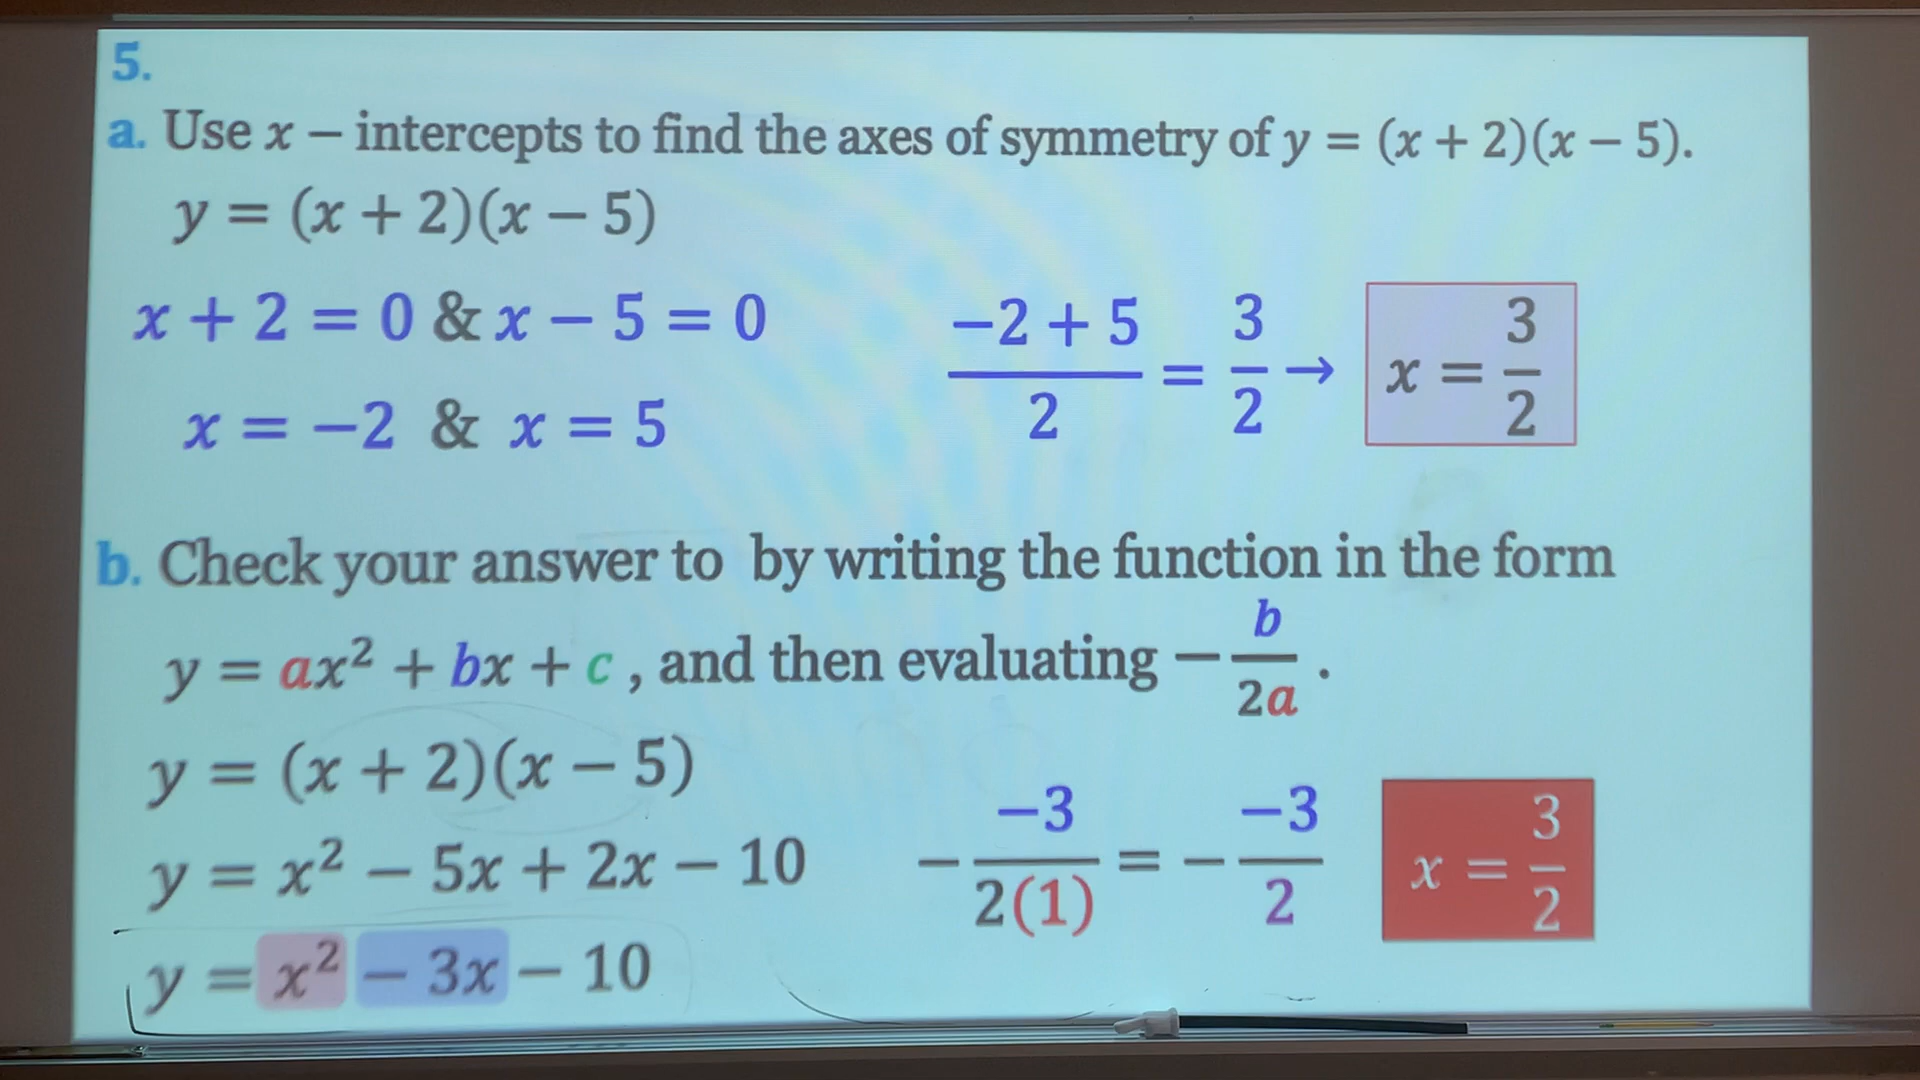 5.
a. Use x – intercepts to find the axes of symmetry of y = (x + 2)(x – 5).
y = (x + 2)(x – 5)
x + 2 = 0 & x – 5 = 0
x = –2 & x = 5
(–2 + 5)/2 = 3/2 → x = 3/2
b. Check your answer to by writing the function in the form
y = ax² + bx + c , and then evaluating – b/2a .
y = (x + 2)(x – 5)
y = x² – 5x + 2x – 10
y = x² – 3x – 10
– –3/2(1) = – –3/2 x = 3/2